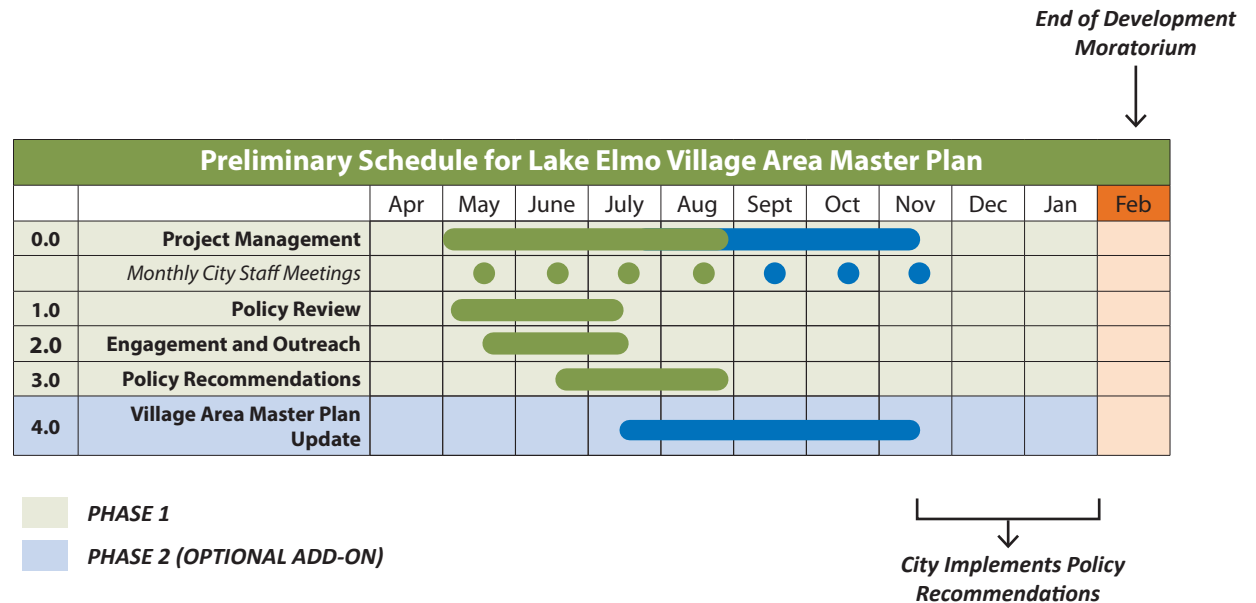 End of Development
Moratorium
Preliminary Schedule for Lake Elmo Village Area Master Plan
Apr May June July Aug Sept Oct Nov Dec Jan Feb
0.0 Project Management
Monthly City Staff Meetings
1.0 Policy Review
2.0 Engagement and Outreach
3.0 Policy Recommendations
4.0 Village Area Master Plan
Update
PHASE 1
PHASE 2 (OPTIONAL ADD-ON)
City Implements Policy
Recommendations